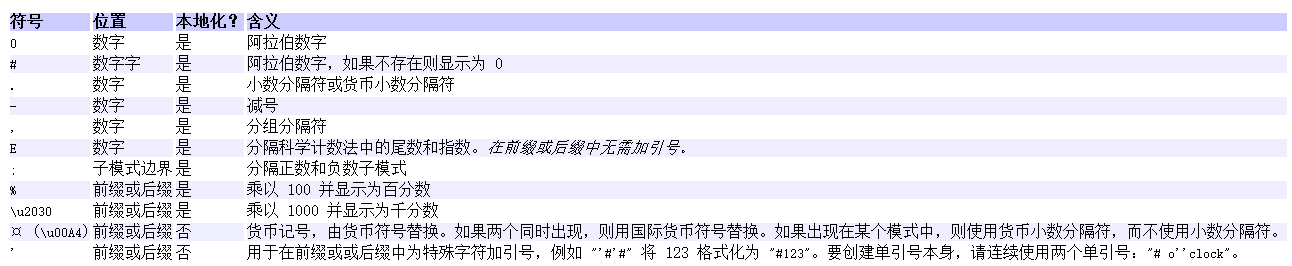 符号 位置 本地化? 含义
0 数字 是 阿拉伯数字
# 数字字 是 阿拉伯数字，如果不存在则显示为 0
. 数字 是 小数分隔符或货币小数分隔符
- 数字 是 减号
, 数字 是 分组分隔符
E 数字 是 分隔科学计数法中的尾数和指数。在前缀或后缀中无需加引号。
; 子模式边界 是 分隔正数和负数子模式
% 前缀或后缀 是 乘以 100 并显示为百分数
\u2030 前缀或后缀 是 乘以 1000 并显示为千分数
¤ (\u00A4) 前缀或后缀 否 货币记号，由货币符号替换。如果两个同时出现，则用国际货币符号替换。如果出现在某个模式中，则使用货币小数分隔符，而不使用小数分隔符。
' 前缀或后缀 否 用于在前缀或或后缀中为特殊字符加引号，例如 "'#'#" 将 123 格式化为 "#123"。要创建单引号本身，请连续使用两个单引号："# o''clock"。